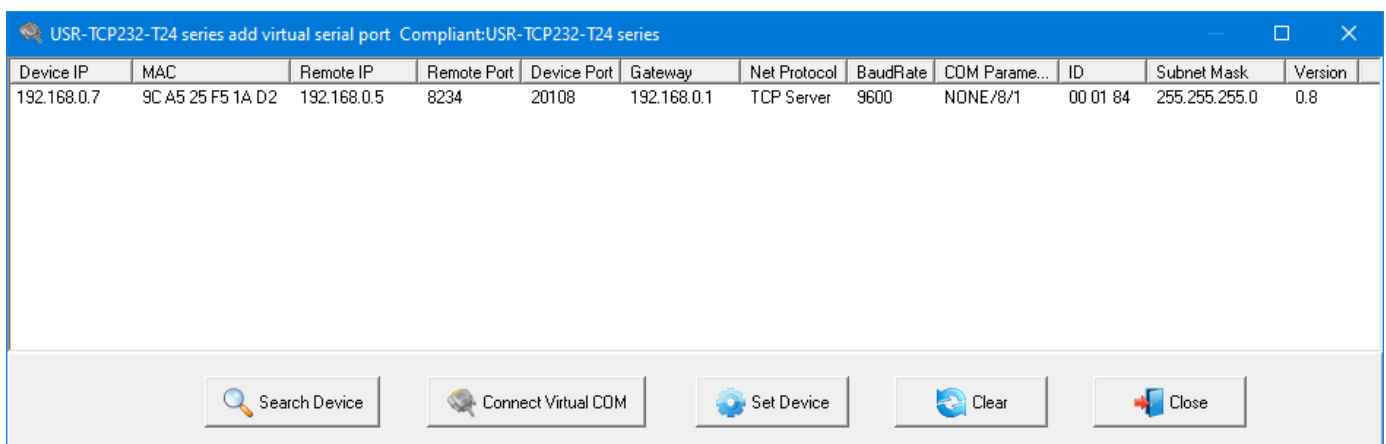 USR-TCP232-T24 series add virtual serial port Compliant:USR-TCP232-T24 series
Device IP MAC Remote IP Remote Port Device Port Gateway Net Protocol BaudRate COM Parame... ID Subnet Mask Version
192.168.0.7 9C A5 25 F5 1A D2 192.168.0.5 8234 20108 192.168.0.1 TCP Server 9600 NONE/8/1 00 01 84 255.255.255.0 0.8
Search Device Connect Virtual COM Set Device Clear Close